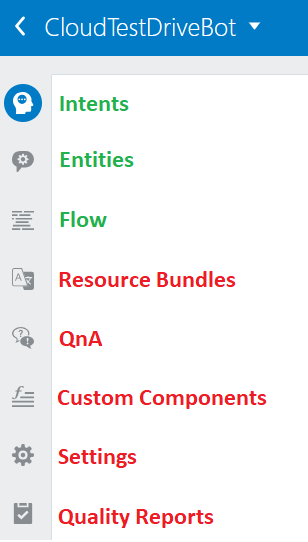 CloudTestDriveBot
Intents
Entities
Flow
Resource Bundles
QnA
Custom Components
Settings
Quality Reports